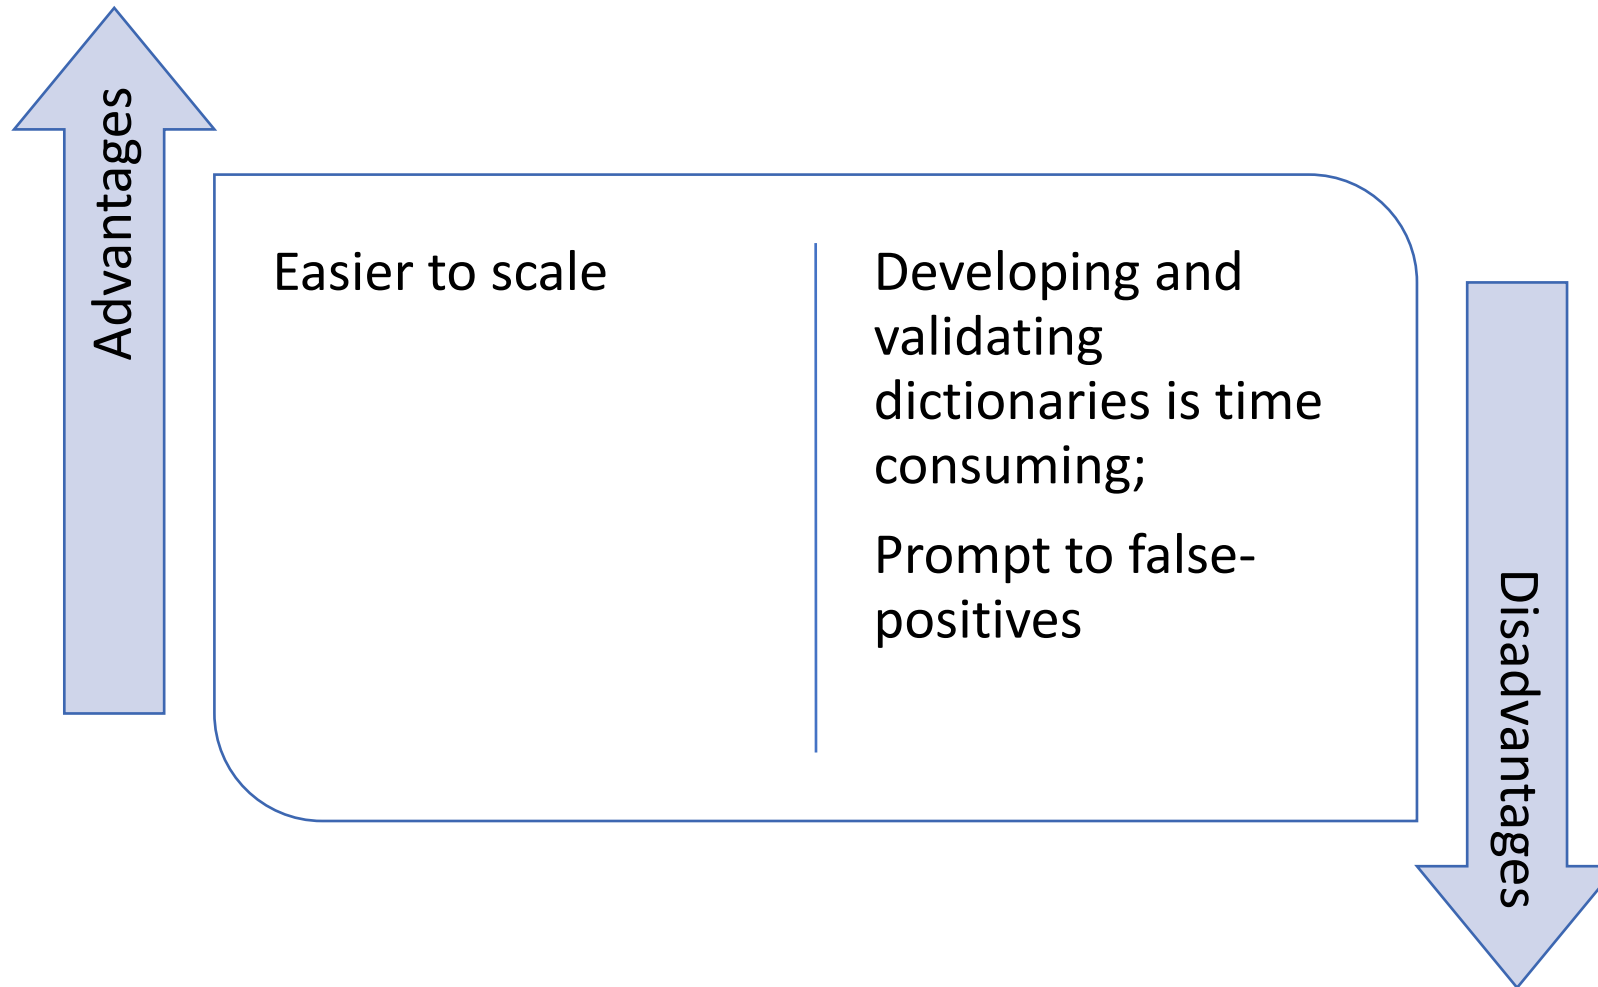 Advantages
Easier to scale
Developing and
validating
dictionaries is time
consuming;
Prompt to false-
positives
Disadvantages